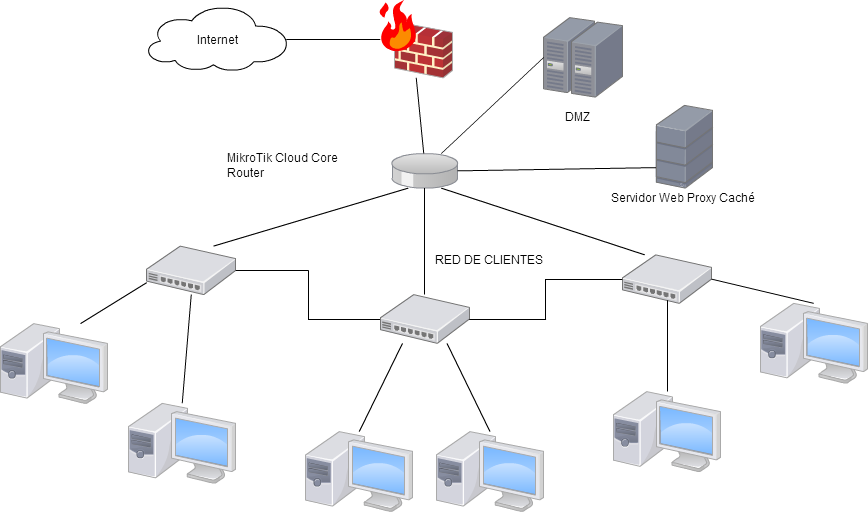 Internet
DMZ
MikroTik Cloud Core
Router
Servidor Web Proxy Caché
RED DE CLIENTES